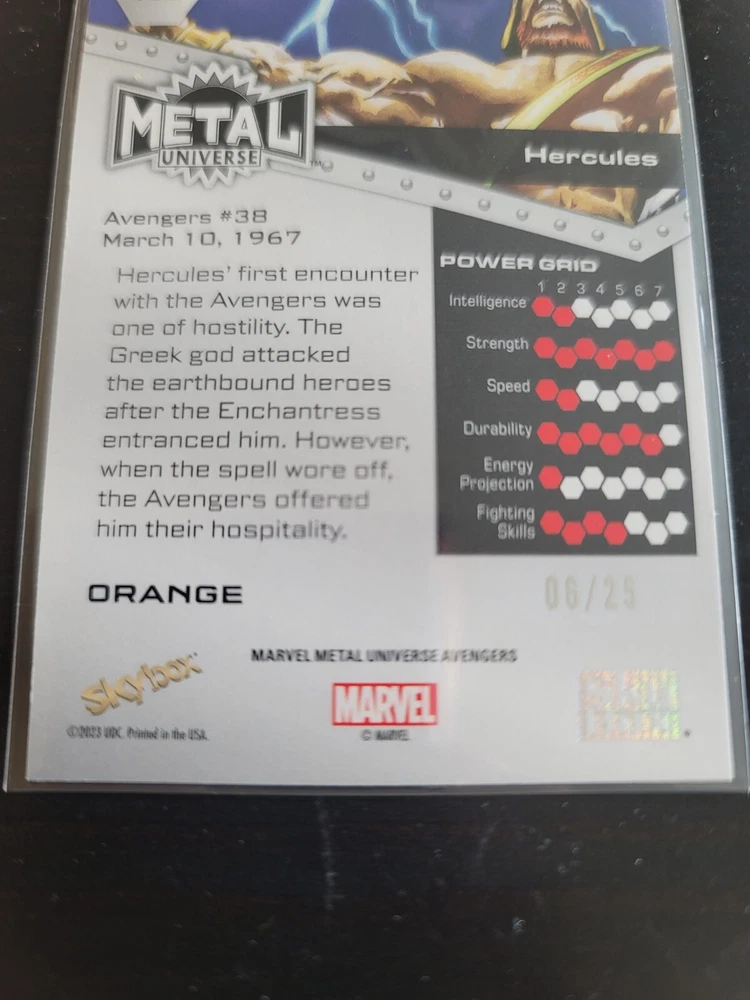 METAL
UNIVERSE
TM
Hercules
Avengers #38
March 10, 1967
Hercules' first encounter
with the Avengers was
one of hostility. The
Greek god attacked
the earthbound heroes
after the Enchantress
entranced him. However,
when the spell wore off,
the Avengers offered
him their hospitality.
POWER GRID
1 2 3 4 5 6 7
Intelligence
Strength
Speed
Durability
Energy
Projection
Fighting
Skills
ORANGE
06/25
MARVEL METAL UNIVERSE AVENGERS
Skybox
MARVEL
©2023 UDC. Printed in the USA.
© MARVEL